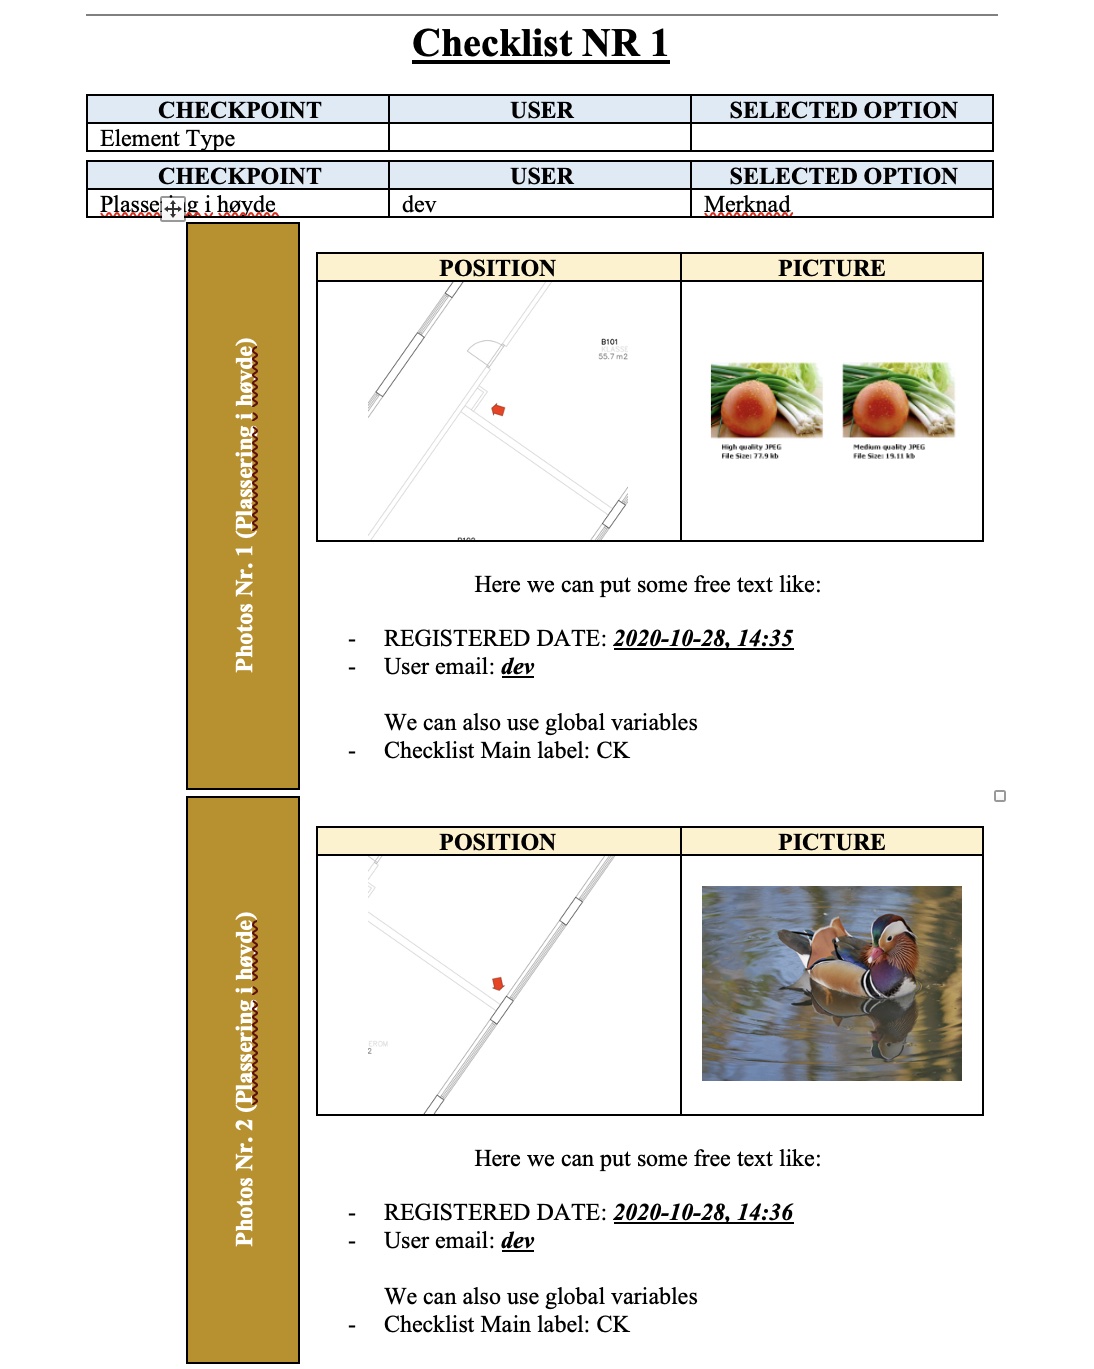 Checklist NR 1
CHECKPOINT USER SELECTED OPTION
Element Type
CHECKPOINT USER SELECTED OPTION
i høyde dev Merknad
Photos Nr. 1 (Plassering i høyde)
POSITION PICTURE
B101
55.7 m2
High quality JPEG Medium quality JPEG
File Size: 77.9 kb File Size: 19.11 kb
Here we can put some free text like:
- REGISTERED DATE: 2020-10-28, 14:35
- User email: dev
We can also use global variables
- Checklist Main label: CK
Photos Nr. 2 (Plassering i høyde)
POSITION PICTURE
2
Here we can put some free text like:
- REGISTERED DATE: 2020-10-28, 14:36
- User email: dev
We can also use global variables
- Checklist Main label: CK